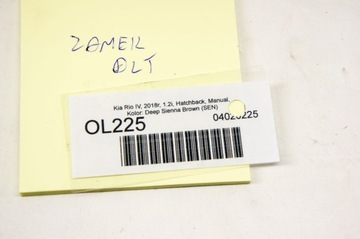 ZAMEK
OLT
Kia Rio IV, 2018r, 1.2i, Hatchback, Manual,
Kolor: Deep Sienna Brown (SEN)
OL225
04020225